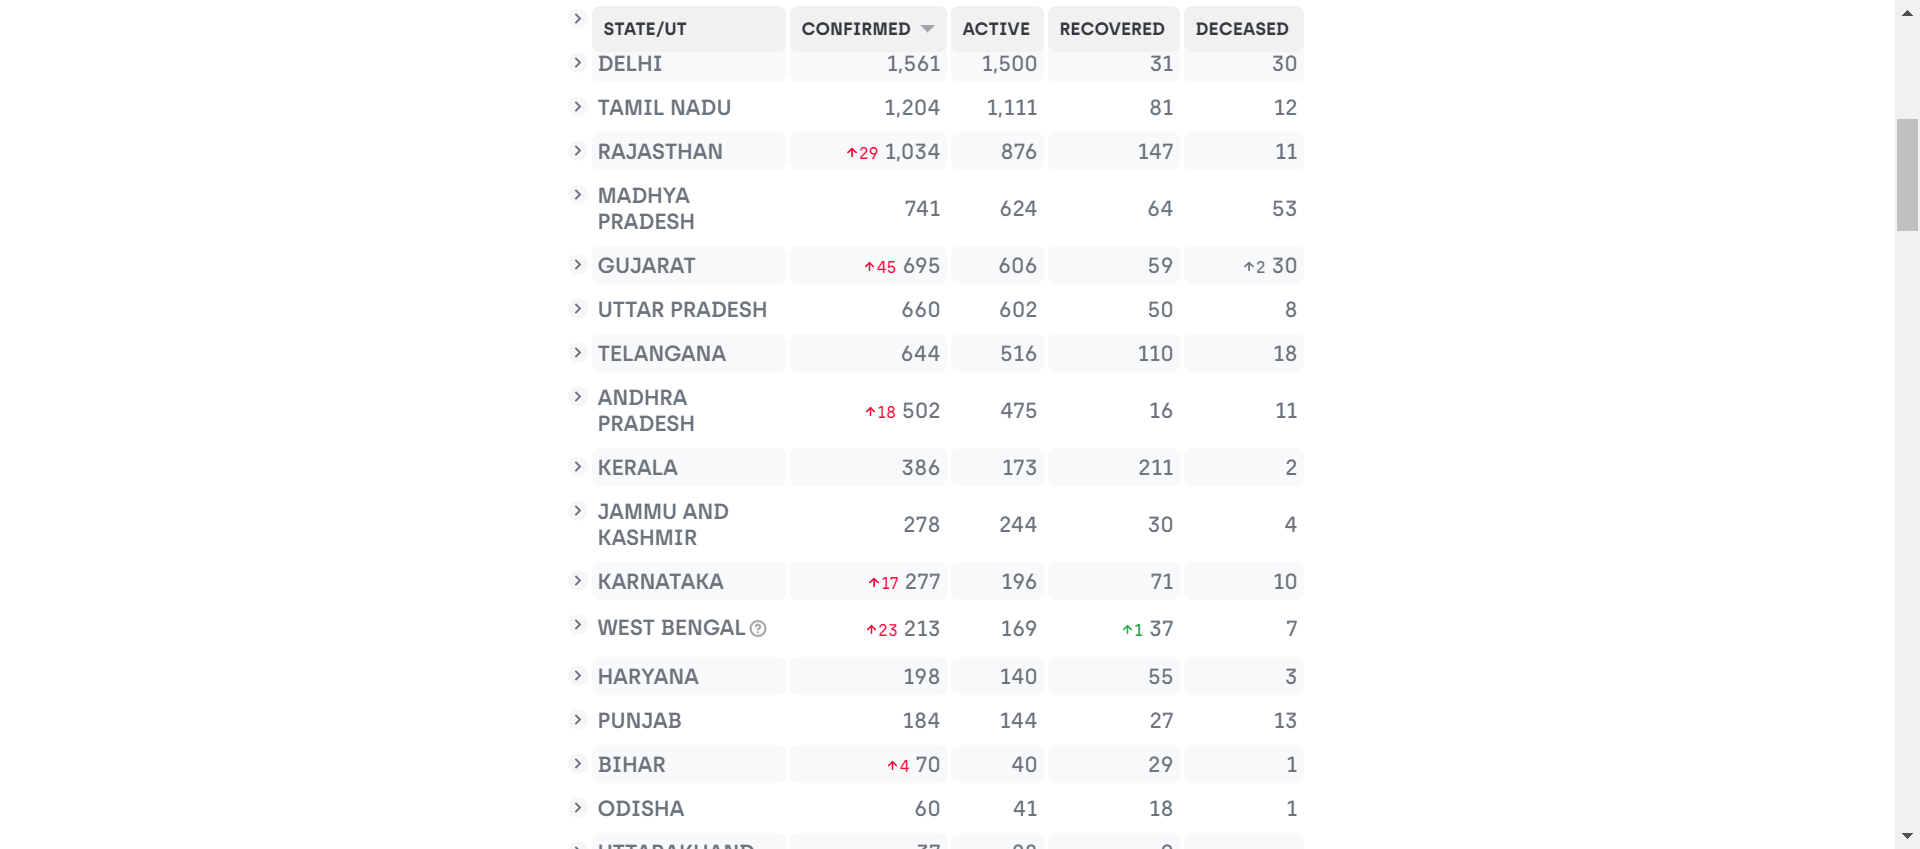 STATE/UT CONFIRMED ACTIVE RECOVERED DECEASED
DELHI 1,561 1,500 31 30
TAMIL NADU 1,204 1,111 81 12
RAJASTHAN ↑29 1,034 876 147 11
MADHYA
PRADESH 741 624 64 53
GUJARAT ↑45 695 606 59 ↑2 30
UTTAR PRADESH 660 602 50 8
TELANGANA 644 516 110 18
ANDHRA
PRADESH ↑18 502 475 16 11
KERALA 386 173 211 2
JAMMU AND
KASHMIR 278 244 30 4
KARNATAKA ↑17 277 196 71 10
WEST BENGAL ? ↑23 213 169 ↑1 37 7
HARYANA 198 140 55 3
PUNJAB 184 144 27 13
BIHAR ↑4 70 40 29 1
ODISHA 60 41 18 1
UTTARAKHAND 37